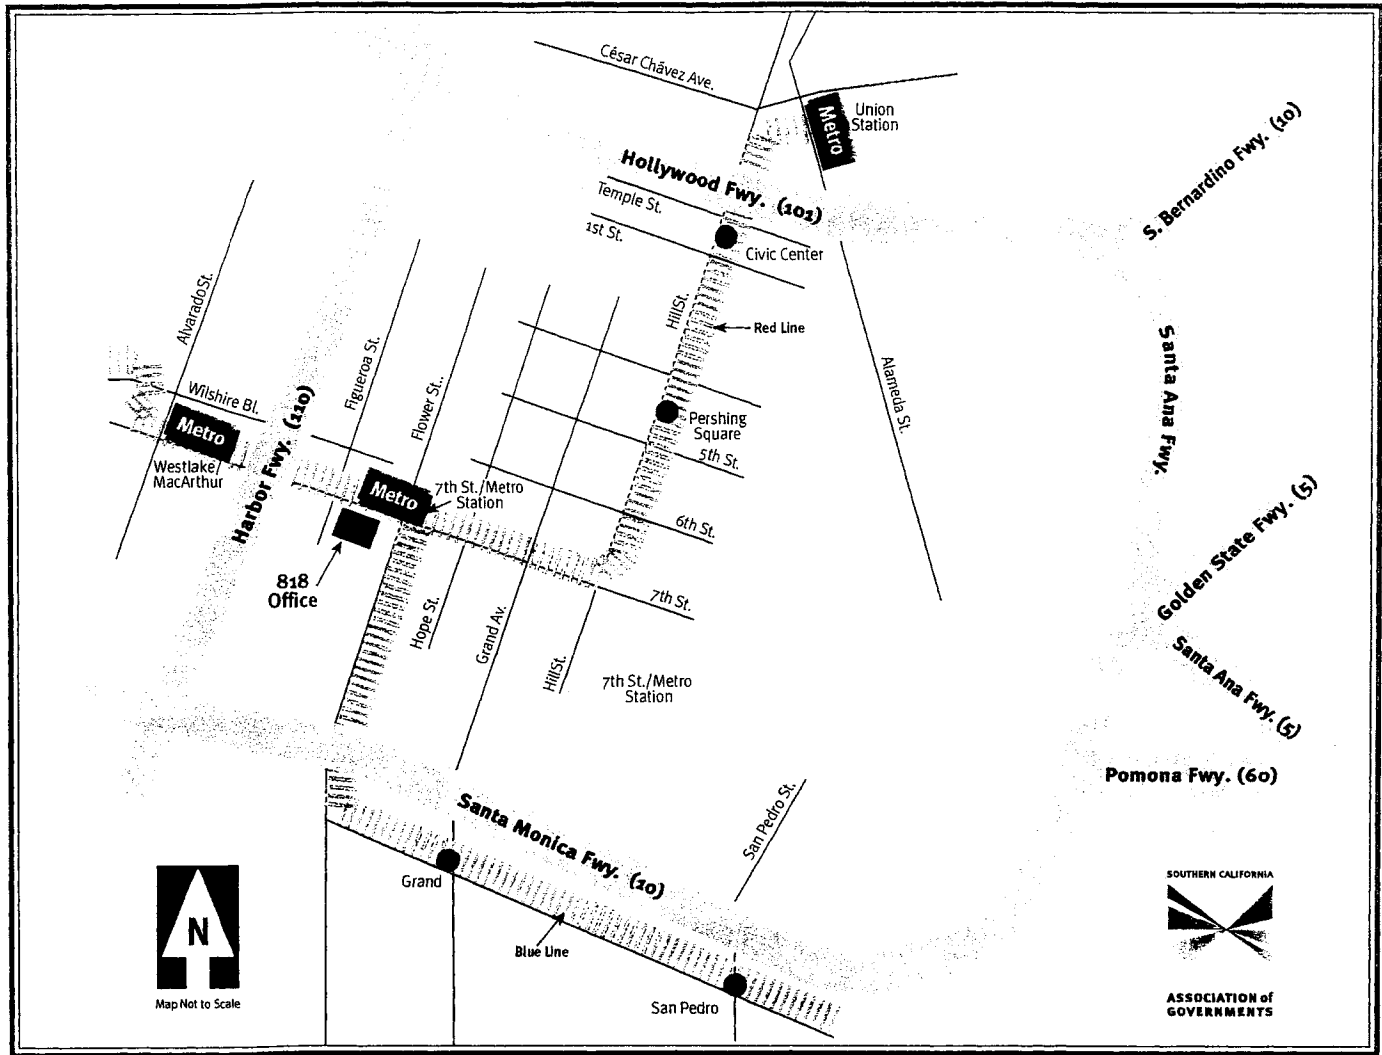 César Chávez Ave.
Metro
Union
Station
S. Bernardino Fwy. (10)
Hollywood Fwy. (101)
Temple St.
1st St.
Civic Center
Alvarado St.
Hill St.
Red Line
Figueroa St.
Flower St..
Santa Ana Fwy.
Alameda St.
Wilshire Bl.
Metro
Westlake/
MacArthur
Harbor Fwy. (110)
Pershing
Square
5th St.
Metro
7th St./Metro
Station
6th St.
Golden State Fwy. (5)
818
Office
7th St.
Hope St.
Grand Av.
Hill St.
7th St./Metro
Station
Santa Ana Fwy. (5)
Pomona Fwy. (60)
Santa Monica Fwy. (10)
San Pedro St.
Grand
Blue Line
San Pedro
N
Map Not to Scale
SOUTHERN CALIFORNIA
ASSOCIATION of
GOVERNMENTS